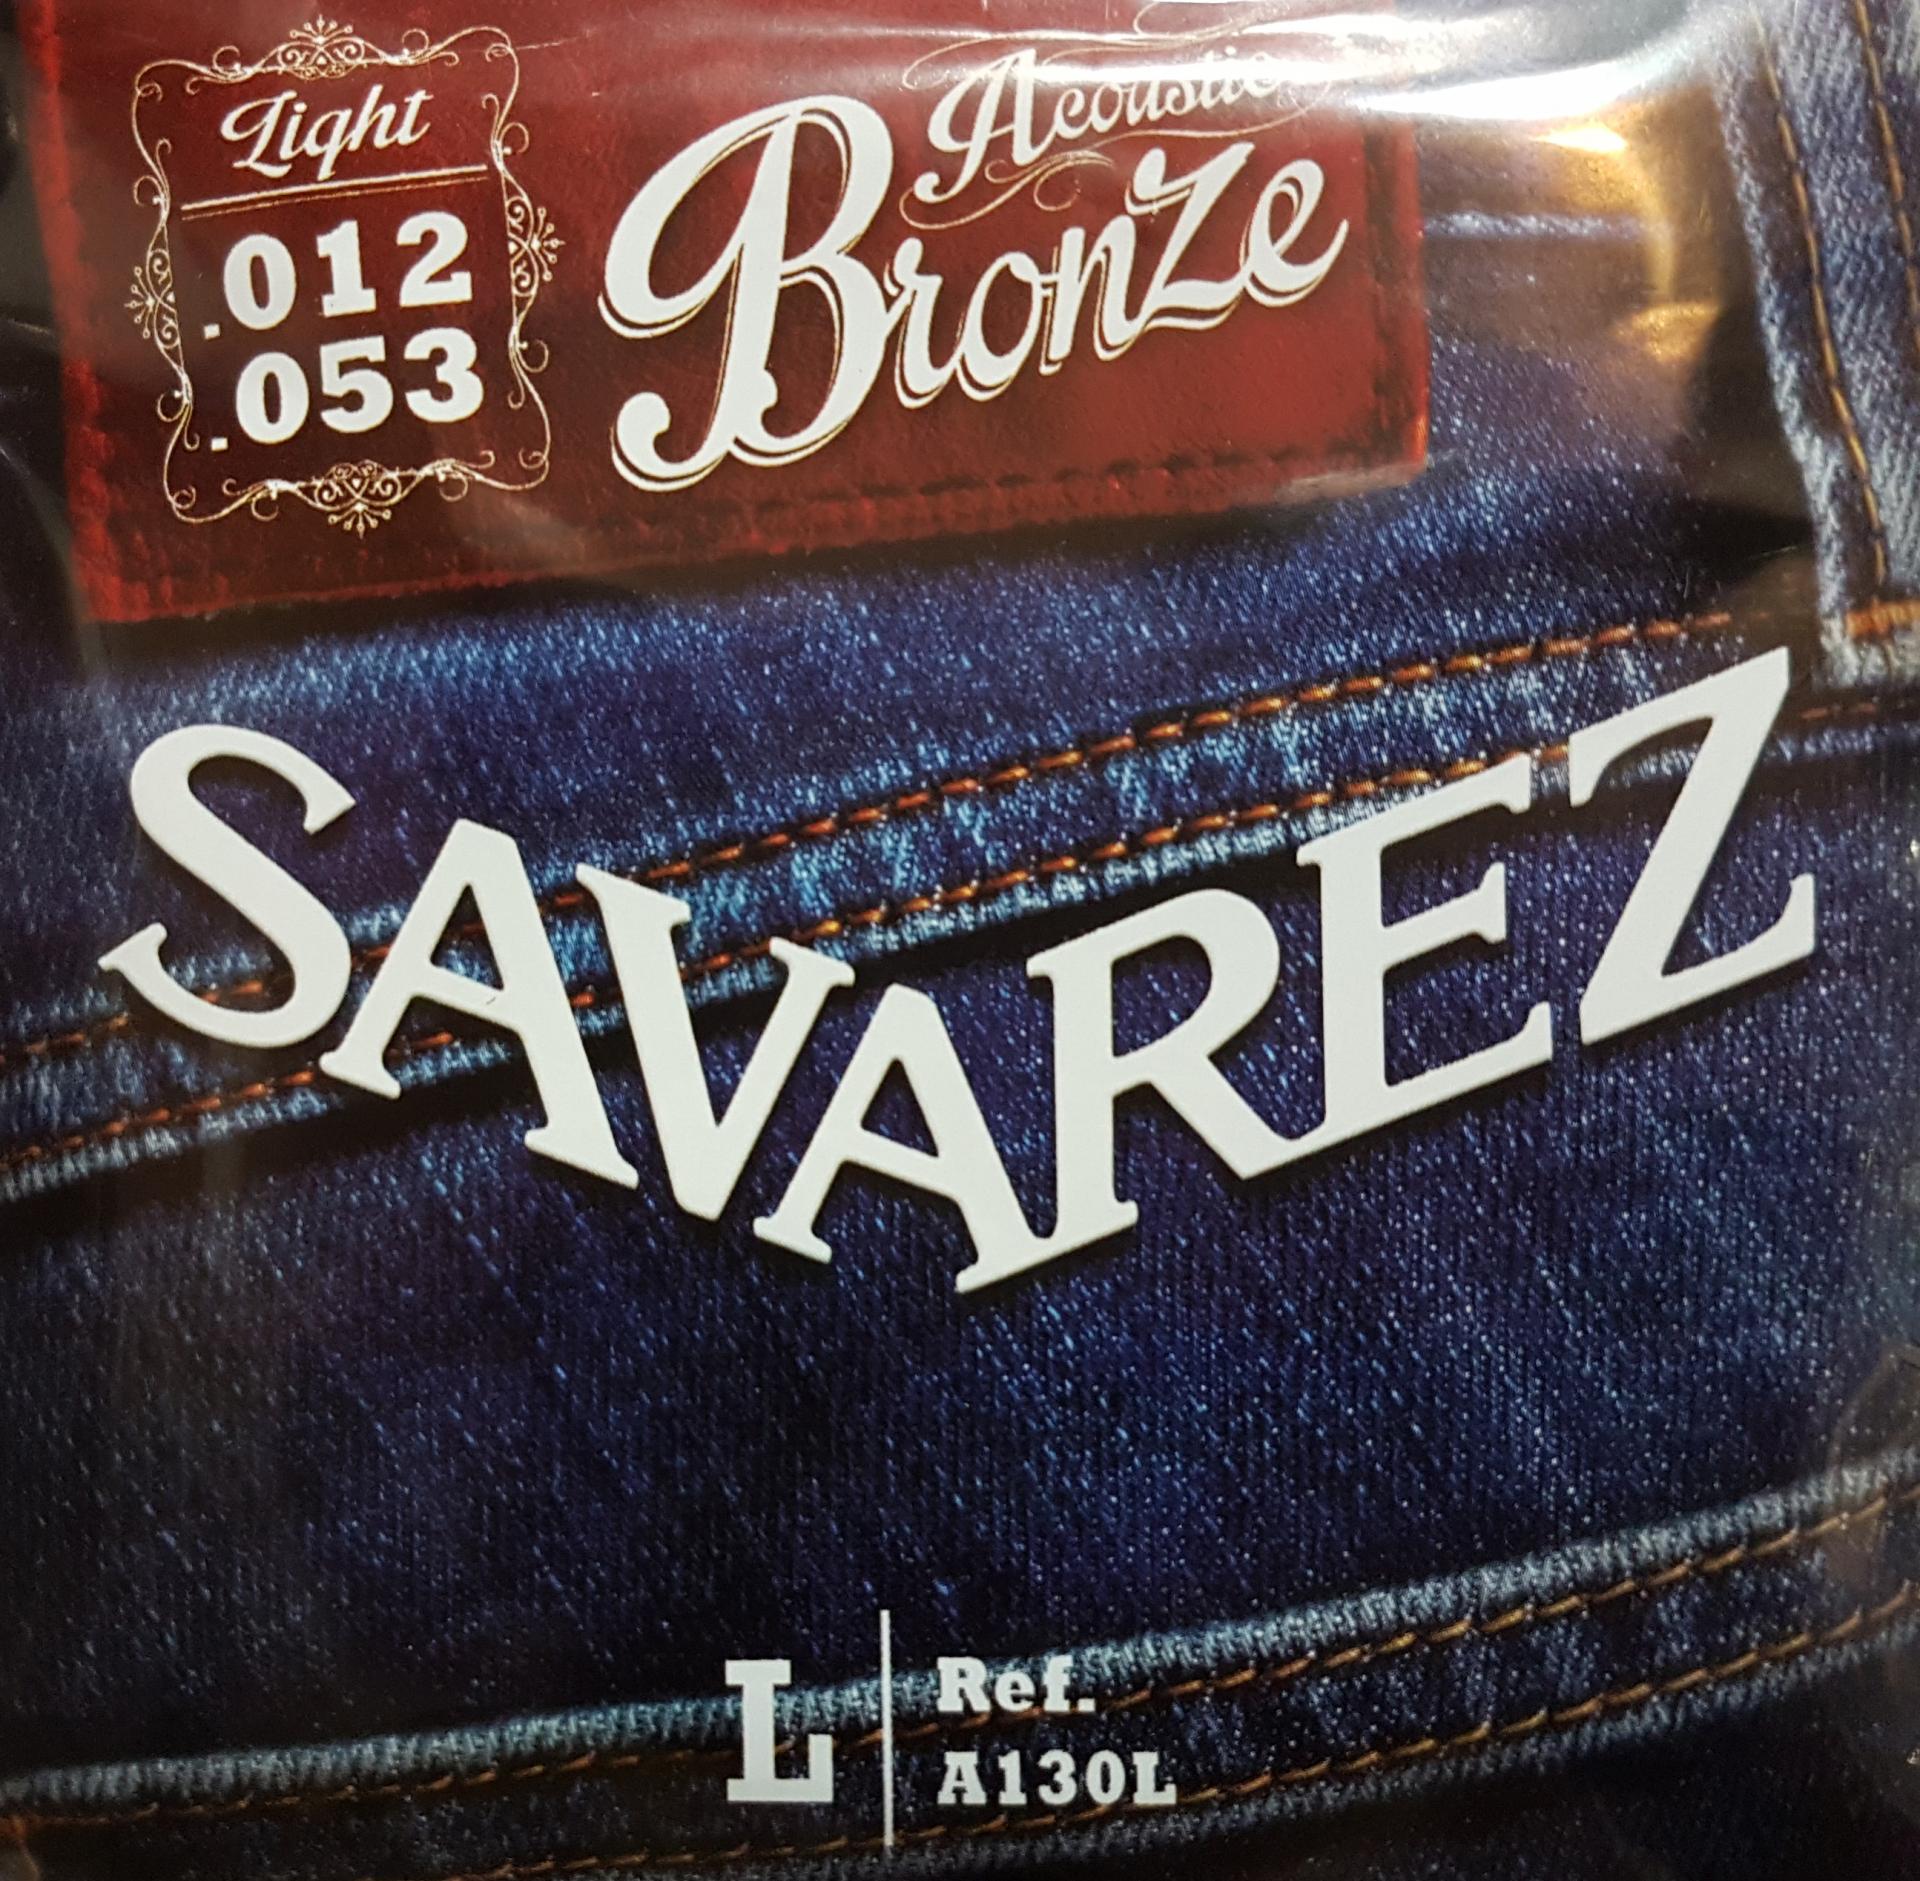 Light
.012
.053
Acoustic
Bronze
SAVAREZ
L
Ref.
A130L